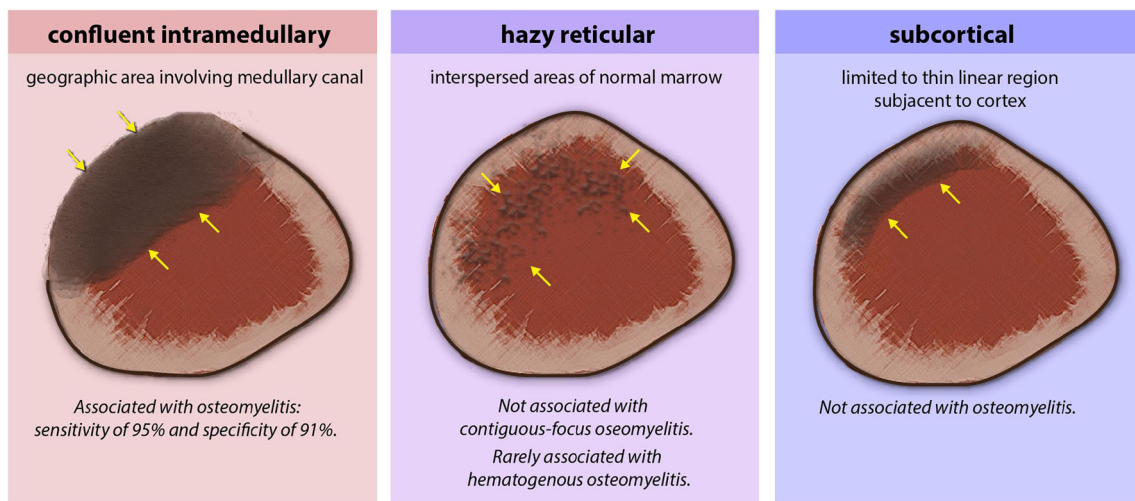 confluent intramedullary
geographic area involving medullary canal
Associated with osteomyelitis:
sensitivity of 95% and specificity of 91%.
hazy reticular
interspersed areas of normal marrow
Not associated with
contiguous-focus oseomyelitis.
Rarely associated with
hematogenous osteomyelitis.
subcortical
limited to thin linear region
subjacent to cortex
Not associated with osteomyelitis.